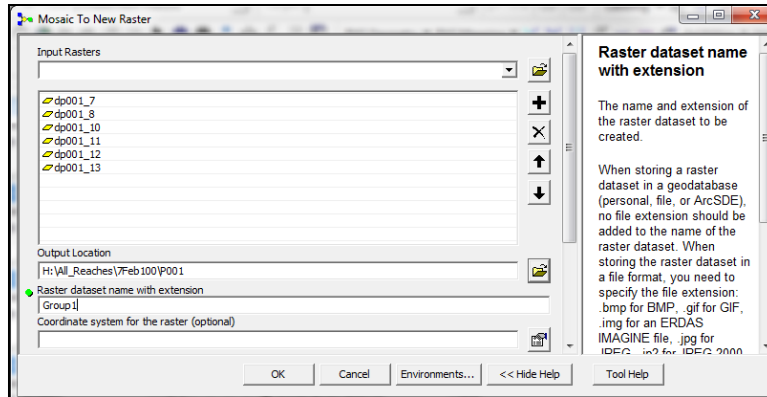 Mosaic To New Raster
Input Rasters
dp001_7
dp001_8
dp001_10
dp001_11
dp001_12
dp001_13
Output Location
H:\All_Reaches\7Feb100\P001
Raster dataset name with extension
Group1
Coordinate system for the raster (optional)
OK
Cancel
Environments...
<< Hide Help
Tool Help
Raster dataset name
with extension
The name and extension of
the raster dataset to be
created.
When storing a raster
dataset in a geodatabase
(personal, file, or ArcSDE),
no file extension should be
added to the name of the
raster dataset. When
storing the raster dataset in
a file format, you need to
specify the file extension:
.bmp for BMP, .gif for GIF,
.img for an ERDAS
IMAGINE file, .jpg for
JPEG, .jp2 for JPEG 2000